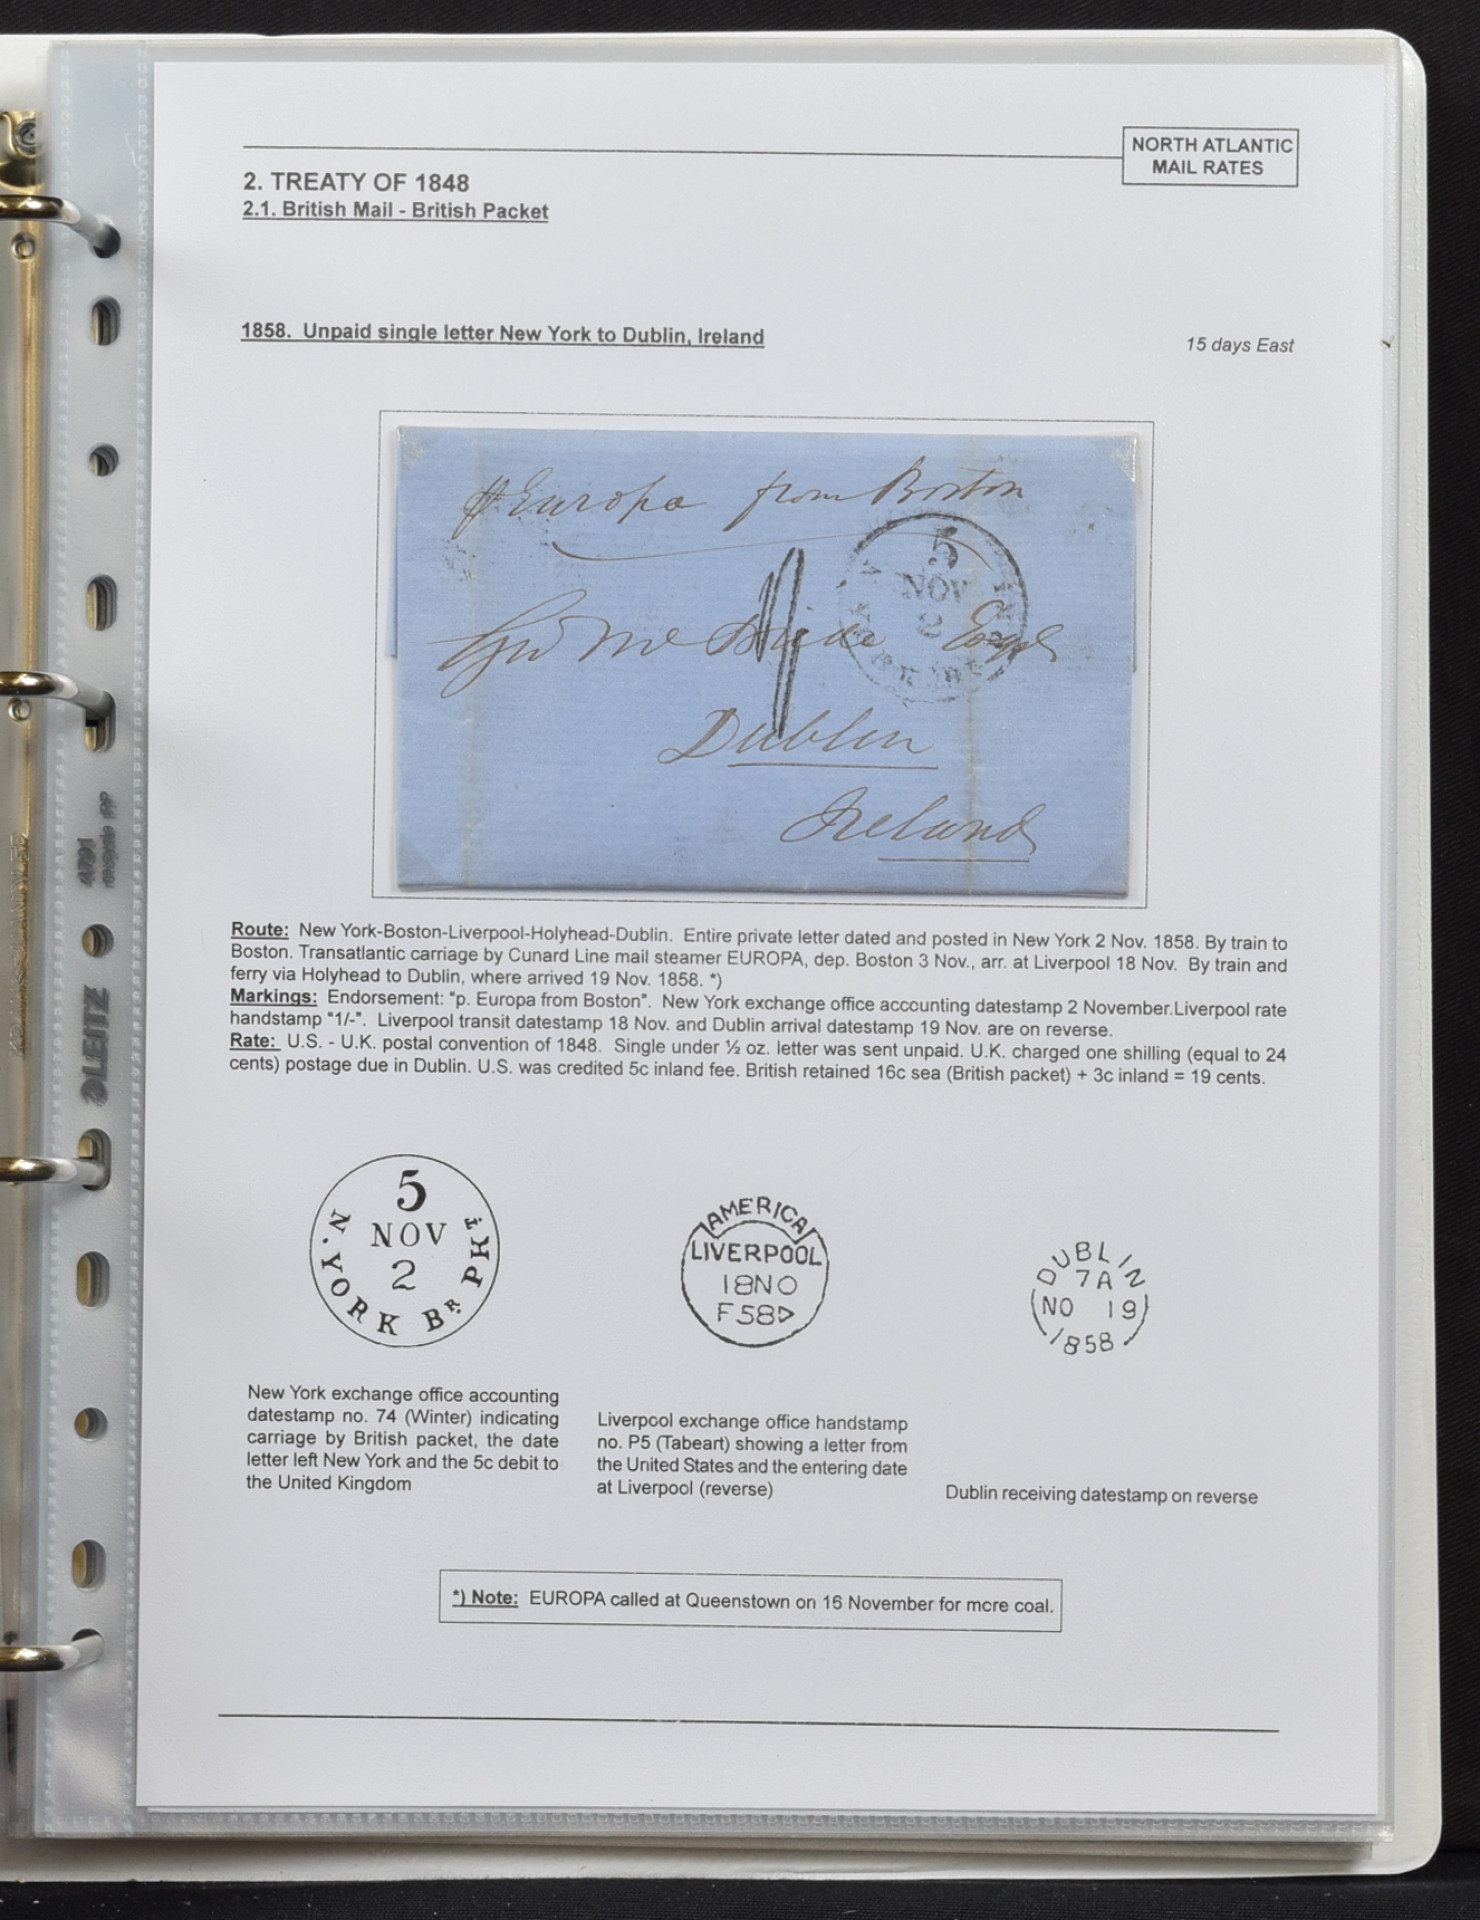 NORTH ATLANTIC
MAIL RATES
2. TREATY OF 1848
2.1. British Mail - British Packet
1858. Unpaid single letter New York to Dublin, Ireland
15 days East
p Europa from Boston
5
NOV
Mc Bride Esqr
Dublin
Ireland
Route: New York-Boston-Liverpool-Holyhead-Dublin. Entire private letter dated and posted in New York 2 Nov. 1858. By train to
Boston. Transatlantic carriage by Cunard Line mail steamer EUROPA, dep. Boston 3 Nov., arr. at Liverpool 18 Nov. By train and
ferry via Holyhead to Dublin, where arrived 19 Nov. 1858. *)
Markings: Endorsement: "p. Europa from Boston". New York exchange office acccounting datestamp 2 November.Liverpool rate
handstamp "1/-". Liverpool transit datestamp 18 Nov. and Dublin arrival datestamp 19 Nov. are on reverse.
Rate: U.S. - U.K. postal convention of 1848. Single under ½ oz. letter was sent unpaid. U.K. charged one shilling (equal to 24
cents) postage due in Dublin. U.S. was credited 5c inland fee. British retained 16c sea (British packet) + 3c inland = 19 cents.
5
NOV
2
N. YORK BR. PKT
AMERICA
LIVERPOOL
18NO
F58
DUBLIN
7A
NO 19
1858
New York exchange office accounting
datestamp no. 74 (Winter) indicating
carriage by British packet, the date
letter left New York and the 5c debit to
the United Kingdom
Liverpool exchange office handstamp
no. P5 (Tabeart) showing a letter from
the United States and the entering date
at Liverpool (reverse)
Dublin receiving datestamp on reverse
*) Note: EUROPA called at Queenstown on 16 November for more coal.
LEITZ
4791